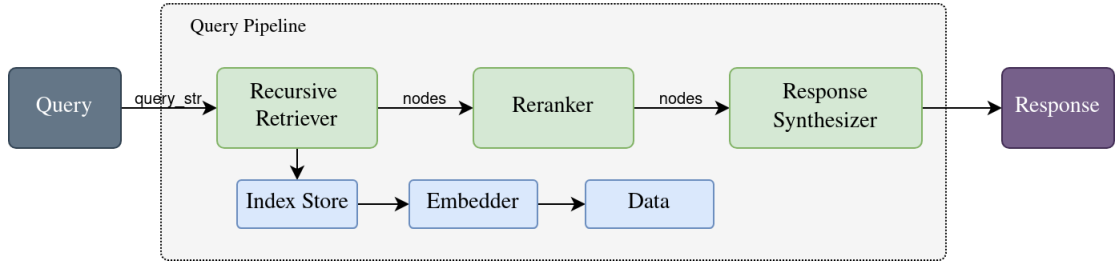 Query Pipeline
Query
query_str
Recursive
Retriever
nodes
Reranker
nodes
Response
Synthesizer
Response
Index Store
Embedder
Data